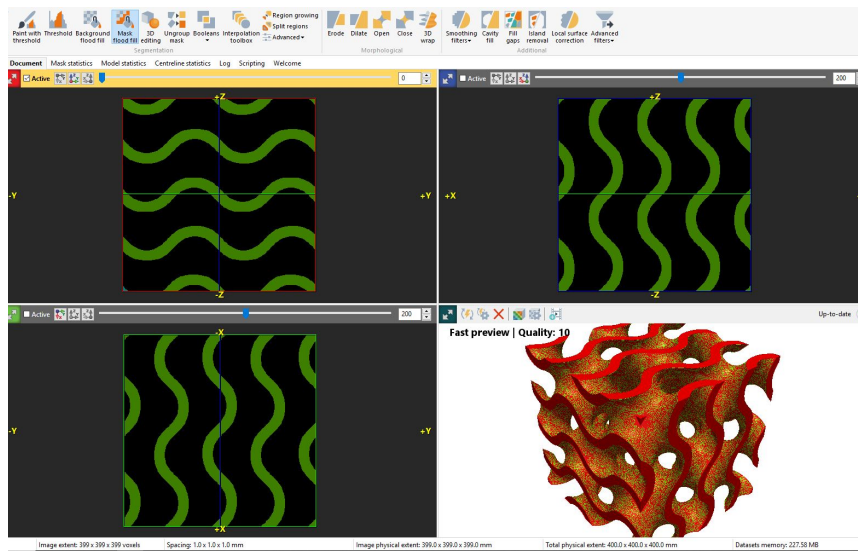 Paint with threshold
Threshold
Background flood fill
Mask flood fill
3D editing
Ungroup mask
Booleans
Interpolation toolbox
Region growing
Split regions
Advanced
Segmentation
Erode
Dilate
Open
Close
3D wrap
Morphological
Smoothing filters
Cavity fill
Fill gaps
Island removal
Local surface correction
Advanced filters
Additional
Document Mask statistics Model statistics Centreline statistics Log Scripting Welcome
Active 0
Active 200
+Z
-Y
+Y
-Z
+Z
+X
-Z
Active 200
Up-to-date
-X
-Y
+Y
+X
Fast preview | Quality: 10
Image extent: 399 x 399 x 399 voxels
Spacing: 1.0 x 1.0 x 1.0 mm
Image physical extent: 399.0 x 399.0 x 399.0 mm
Total physical extent: 400.0 x 400.0 x 400.0 mm
Datasets memory: 227.58 MB